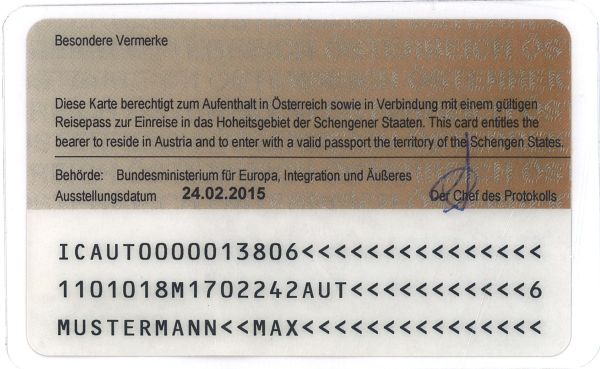 Besondere Vermerke
Diese Karte berechtigt zum Aufenthalt in Österreich sowie in Verbindung mit einem gültigen
Reisepass zur Einreise in das Hoheitsgebiet der Schengener Staaten. This card entitles the
bearer to reside in Austria and to enter with a valid passport the territory of the Schengen States.
Behörde: Bundesministerium für Europa, Integration und Äußeres
Ausstellungsdatum 24.02.2015 Der Chef des Protokolls
ICAUT0000013806<<<<<<<<<<<<<<<
1101018M1702242AUT<<<<<<<<<<<6
MUSTERMANN<<MAX<<<<<<<<<<<<<<<